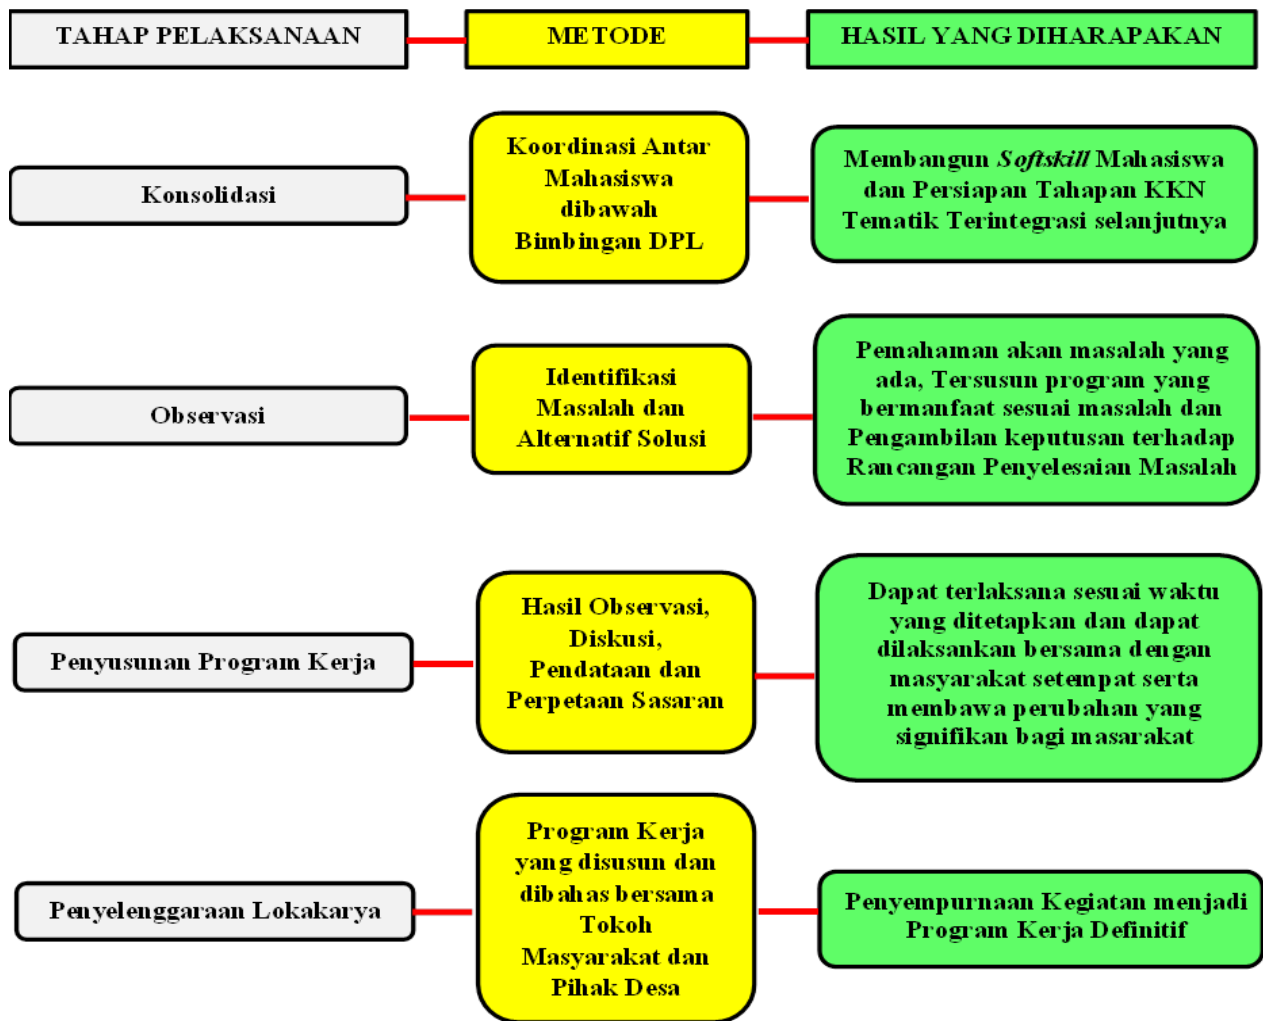 TAHAP PELAKSANAAN
METODE
HASIL YANG DIHARAPAKAN
Konsolidasi
Koordinasi Antar
Mahasiswa
dibawah
Bimbingan DPL
Membangun Softskill Mahasiswa
dan Persiapan Tahapan KKN
Tematik Terintegrasi selanjutnya
Observasi
Identifikasi
Masalah dan
Alternatif Solusi
Pemahaman akan masalah yang
ada, Tersusun program yang
bermanfaat sesuai masalah dan
Pengambilan keputusan terhadap
Rancangan Penyelesaian Masalah
Penyusunan Program Kerja
Hasil Observasi,
Diskusi,
Pendataan dan
Perpetaan Sasaran
Dapat terlaksana sesuai waktu
yang ditetapkan dan dapat
dilaksankan bersama dengan
masyarakat setempat serta
membawa perubahan yang
signifikan bagi masarakat
Penyelenggaraan Lokakarya
Program Kerja
yang disusun dan
dibahas bersama
Tokoh
Masyarakat dan
Pihak Desa
Penyempurnaan Kegiatan menjadi
Program Kerja Definitif